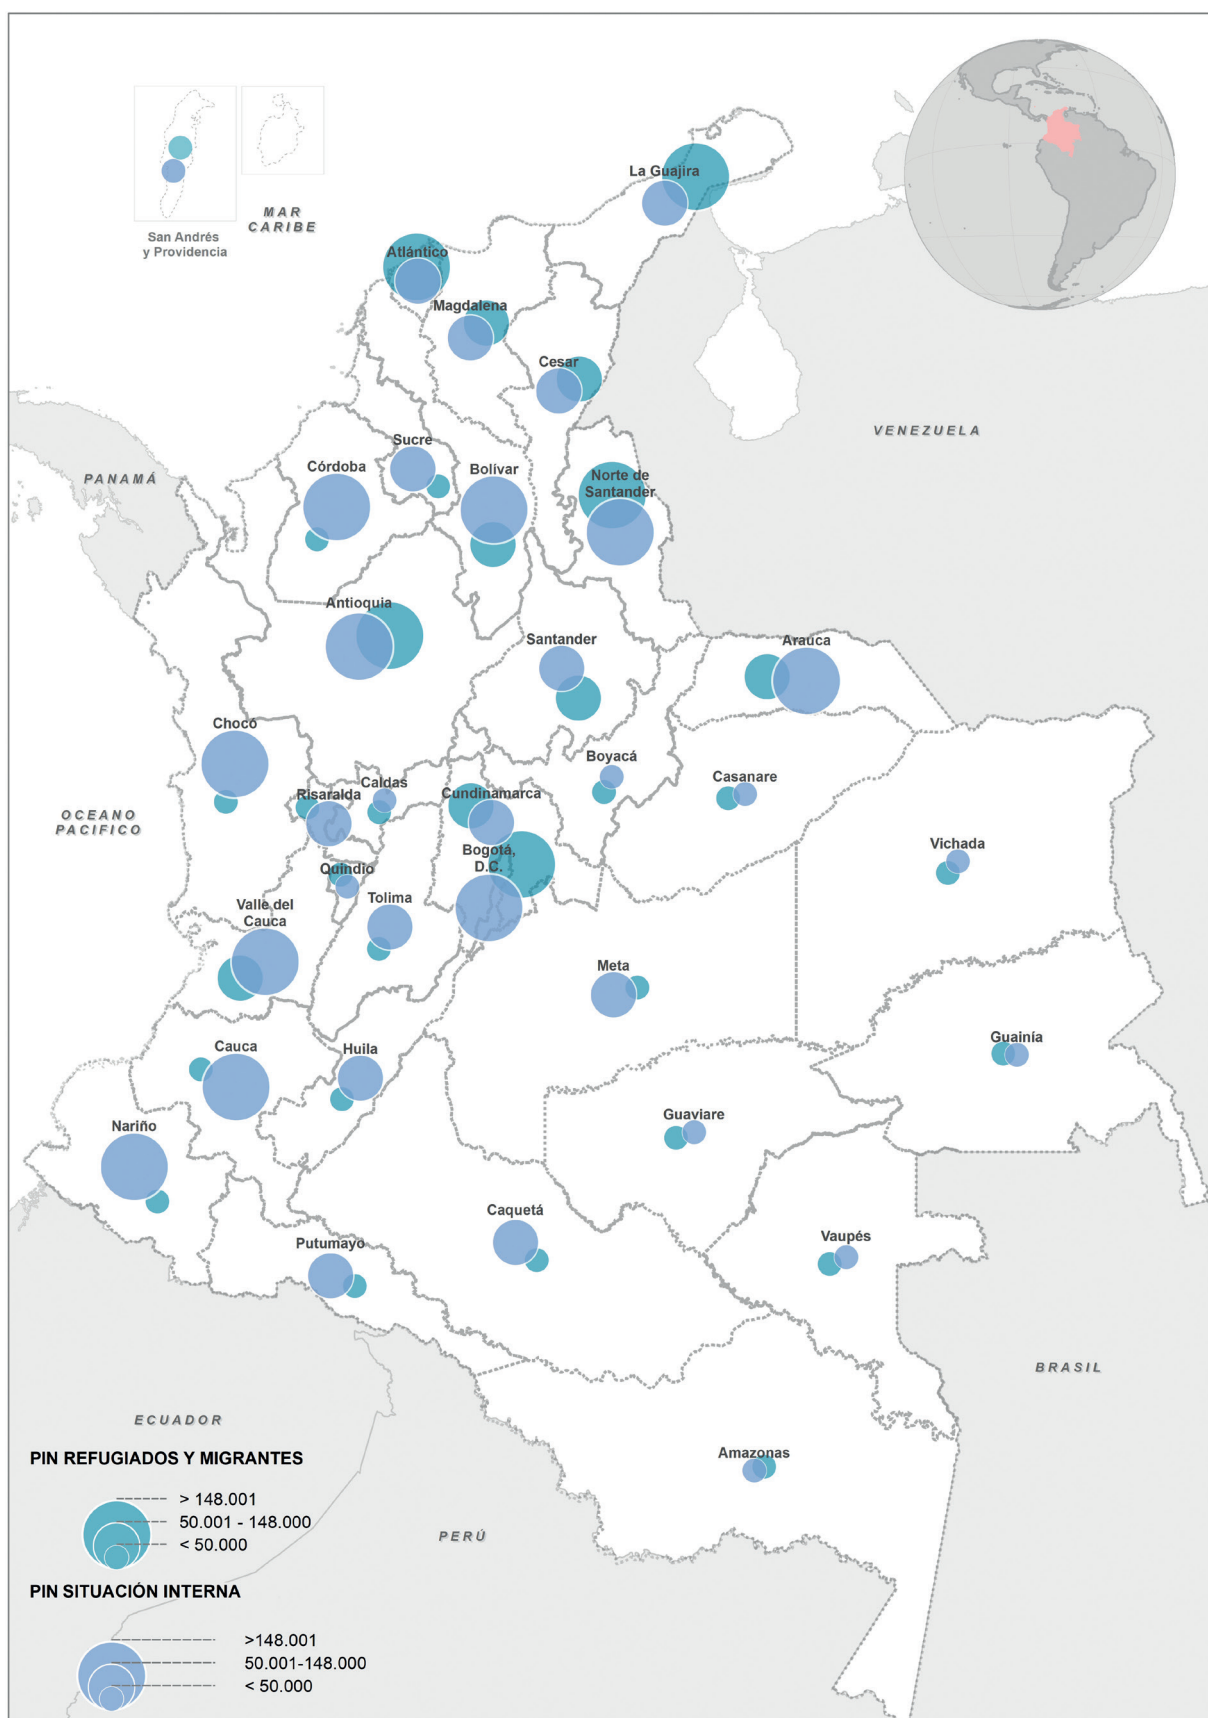 La Guajira
MAR
CARIBE
San Andrés
y Providencia
Atlántico
Magdalena
Cesar
VENEZUELA
Sucre
Córdoba
Bolívar
Norte de
Santander
PANAMÁ
Antioquia
Santander
Arauca
Chocó
Boyacá
Casanare
Caldas
Risaralda
Cundinamarca
OCEANO
PACIFICO
Bogotá,
D.C.
Vichada
Quindío
Tolima
Valle del
Cauca
Meta
Guainía
Cauca
Huila
Guaviare
Nariño
Caquetá
Vaupés
Putumayo
BRASIL
ECUADOR
Amazonas
PERÚ
PIN REFUGIADOS Y MIGRANTES
> 148.001
50.001 - 148.000
< 50.000
PIN SITUACIÓN INTERNA
>148.001
50.001-148.000
< 50.000